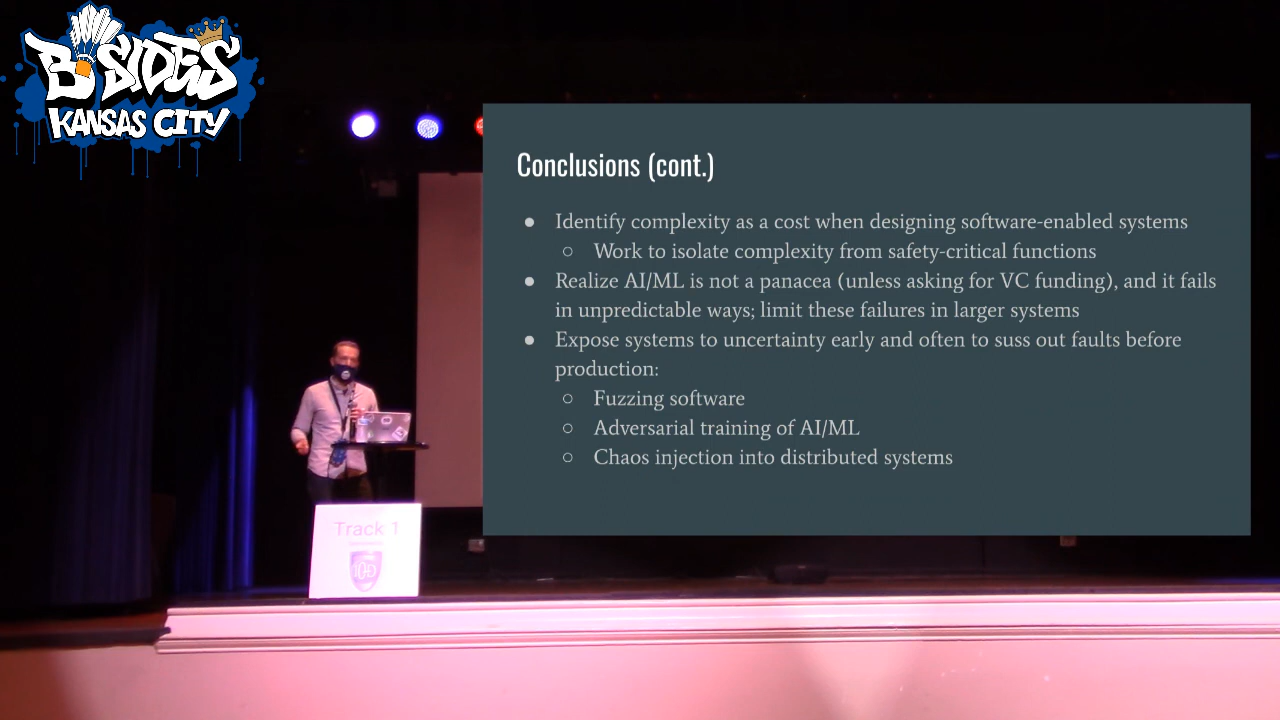 B-SIDES
KANSAS CITY
Conclusions (cont.)
● Identify complexity as a cost when designing software-enabled systems
○ Work to isolate complexity from safety-critical functions
● Realize AI/ML is not a panacea (unless asking for VC funding), and it fails
in unpredictable ways; limit these failures in larger systems
● Expose systems to uncertainty early and often to suss out faults before
production:
○ Fuzzing software
○ Adversarial training of AI/ML
○ Chaos injection into distributed systems
Track 1